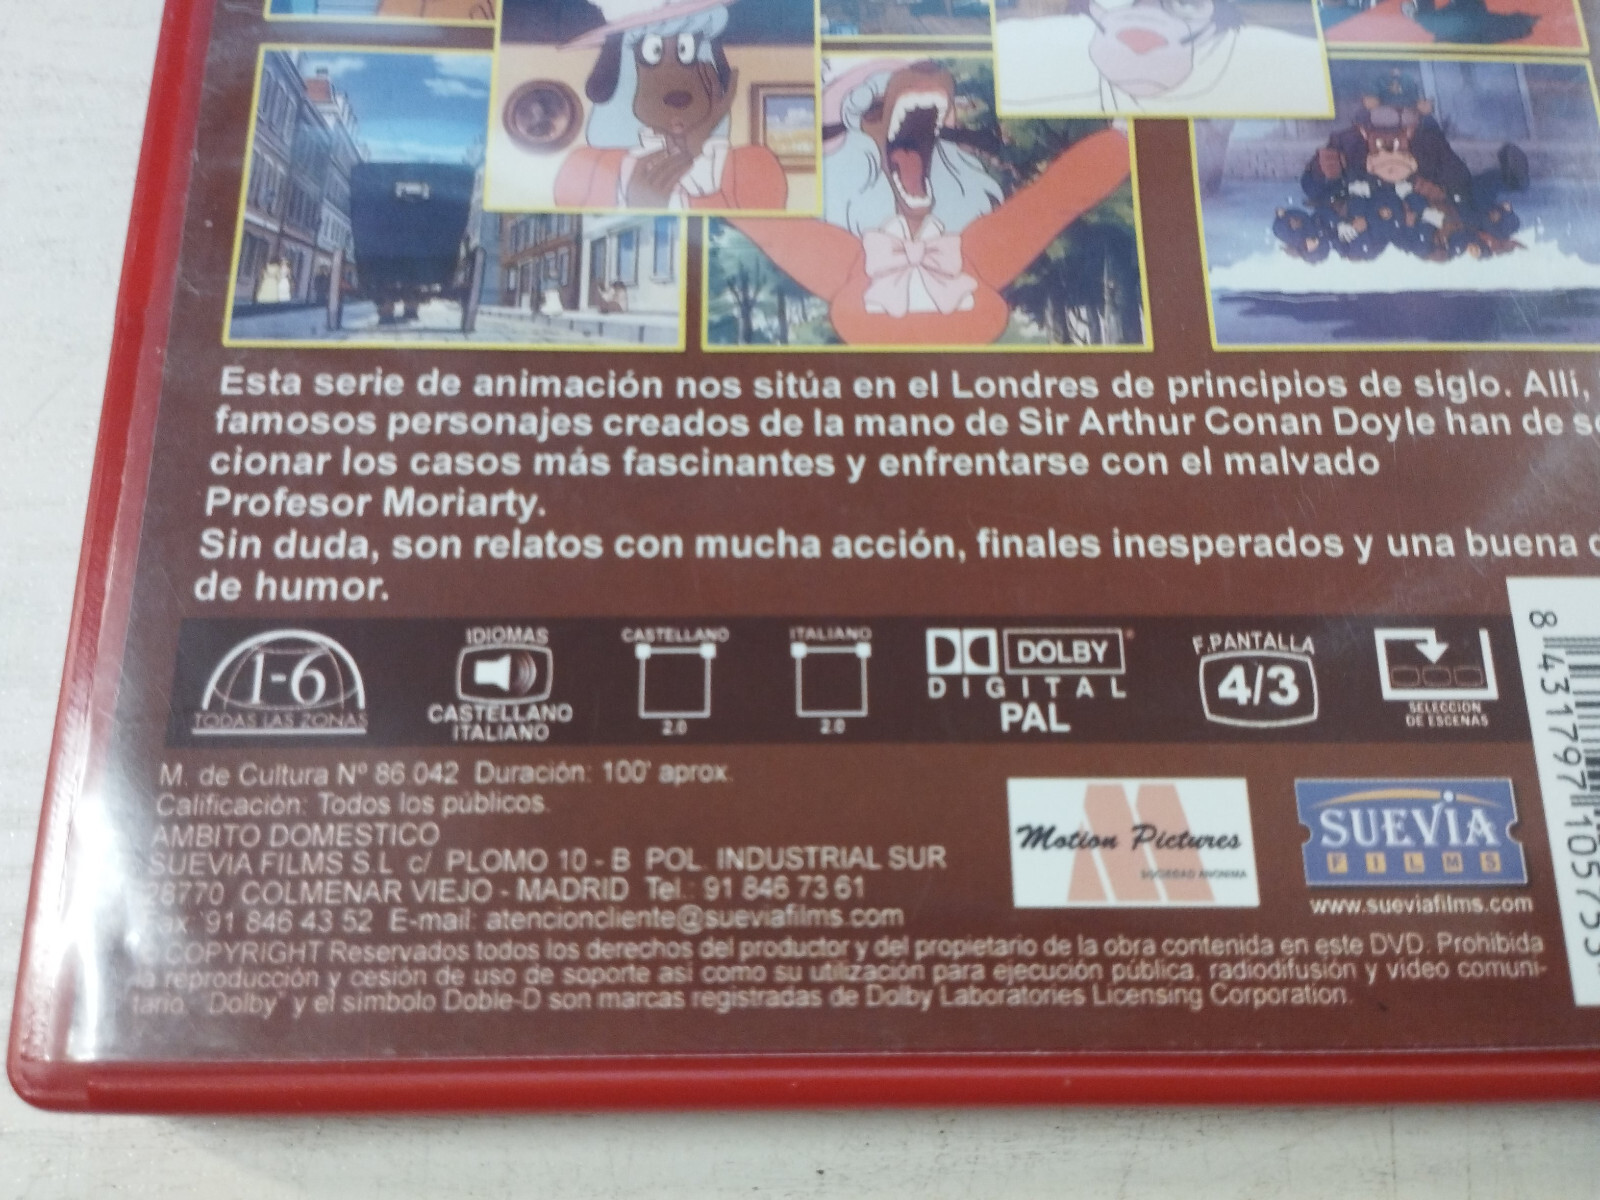 Esta serie de animación nos sitúa en el Londres de principios de siglo. Allí,
famosos personajes creados de la mano de Sir Arthur Conan Doyle han de
cionar los casos más fascinantes y enfrentarse con el malvado
Profesor Moriarty.
Sin duda, son relatos con mucha acción, finales inesperados y una buena
de humor.
1-6
TODAS LAS ZONAS
IDIOMAS
CASTELLANO
ITALIANO
CASTELLANO
2.0
ITALIANO
2.0
DOLBY
DIGITAL
PAL
F.PANTALLA
4/3
SELECCION
DE ESCENAS
M. de Cultura Nº 86.042 Duración: 100' aprox.
Calificación: Todos los públicos.
AMBITO DOMESTICO
SUEVIA FILMS S.L c/ PLOMO 10 - B POL. INDUSTRIAL SUR
28770 COLMENAR VIEJO - MADRID Tel.: 91 846 73 61
Fax: 91 846 43 52 E-mail: atencioncliente@sueviafilms.com
© COPYRIGHT Reservados todos los derechos del productor y del propietario de la obra contenida en este DVD. Prohibida
la reproducción y cesión de uso de soporte asi como su utilización para ejecución pública, radiodifusión y video comuni-
tario. "Dolby" y el símbolo Doble-D son marcas registradas de Dolby Laboratories Licensing Corporation.
Motion Pictures
SOCIEDAD ANONIMA
SUEVIA
FILMS
www.sueviafilms.com
8 431797 105753